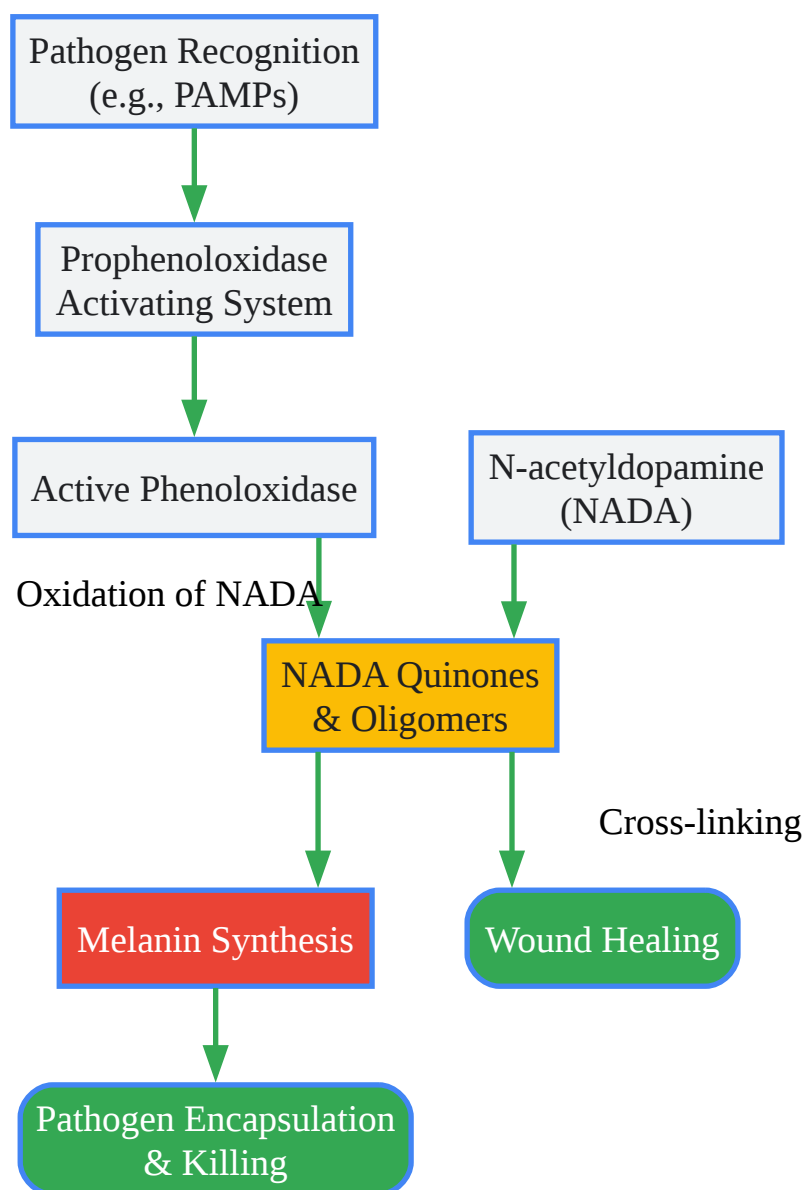 Pathogen Recognition
(e.g., PAMPs)
Prophenoloxidase
Activating System
Active Phenoloxidase
N-acetyldopamine
(NADA)
Oxidation of NADA
NADA Quinones
& Oligomers
Cross-linking
Melanin Synthesis
Wound Healing
Pathogen Encapsulation
& Killing